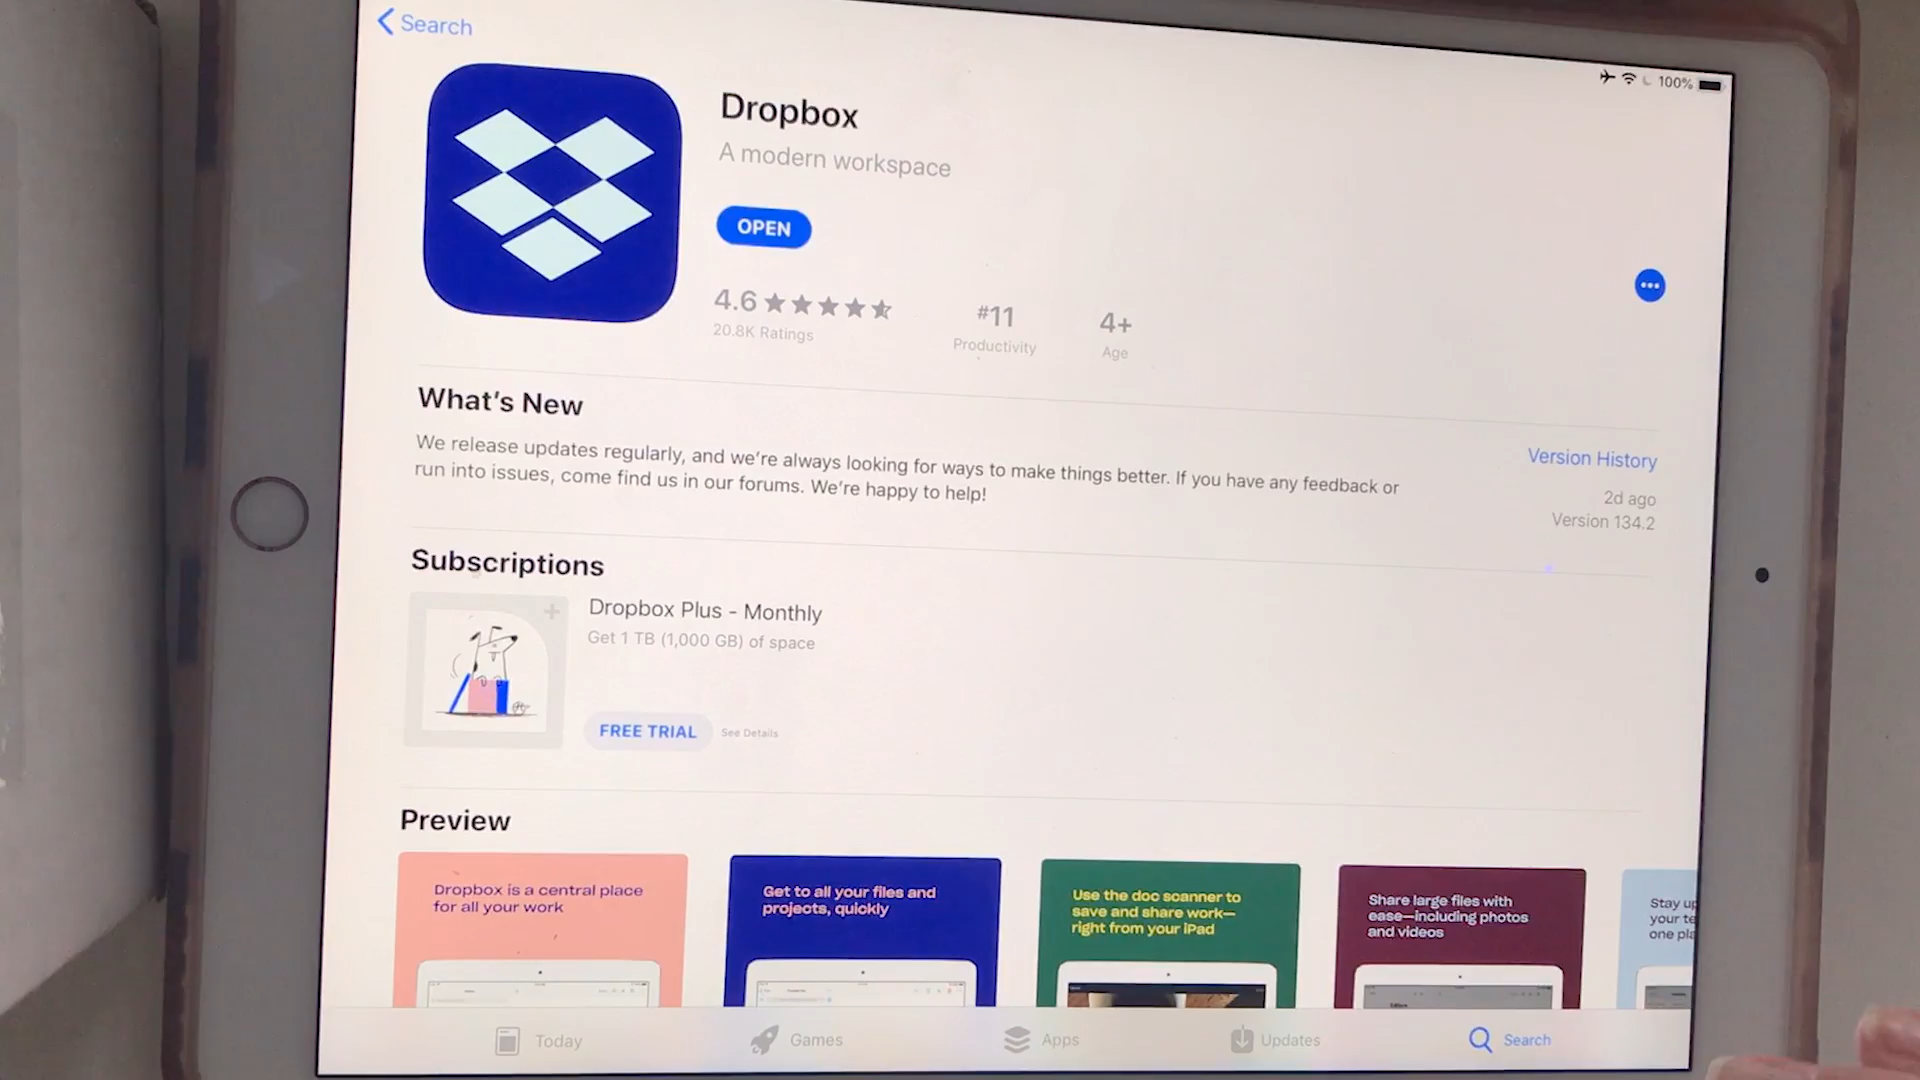 Search
100%
Dropbox
A modern workspace
OPEN
4.6
20.8K Ratings
#11
Productivity
4+
Age
What's New
We release updates regularly, and we're always looking for ways to make things better. If you have any feedback or
run into issues, come find us in our forums. We're happy to help!
Version History
2d ago
Version 134.2
Subscriptions
Dropbox Plus - Monthly
Get 1 TB (1,000 GB) of space
FREE TRIAL
See Details
Preview
Dropbox is a central place
for all your work
Get to all your files and
projects, quickly
Use the doc scanner to
save and share work—
right from your iPad
Share large files with
ease—including photos
and videos
Stay
your
one
Today
Games
Apps
Updates
Search